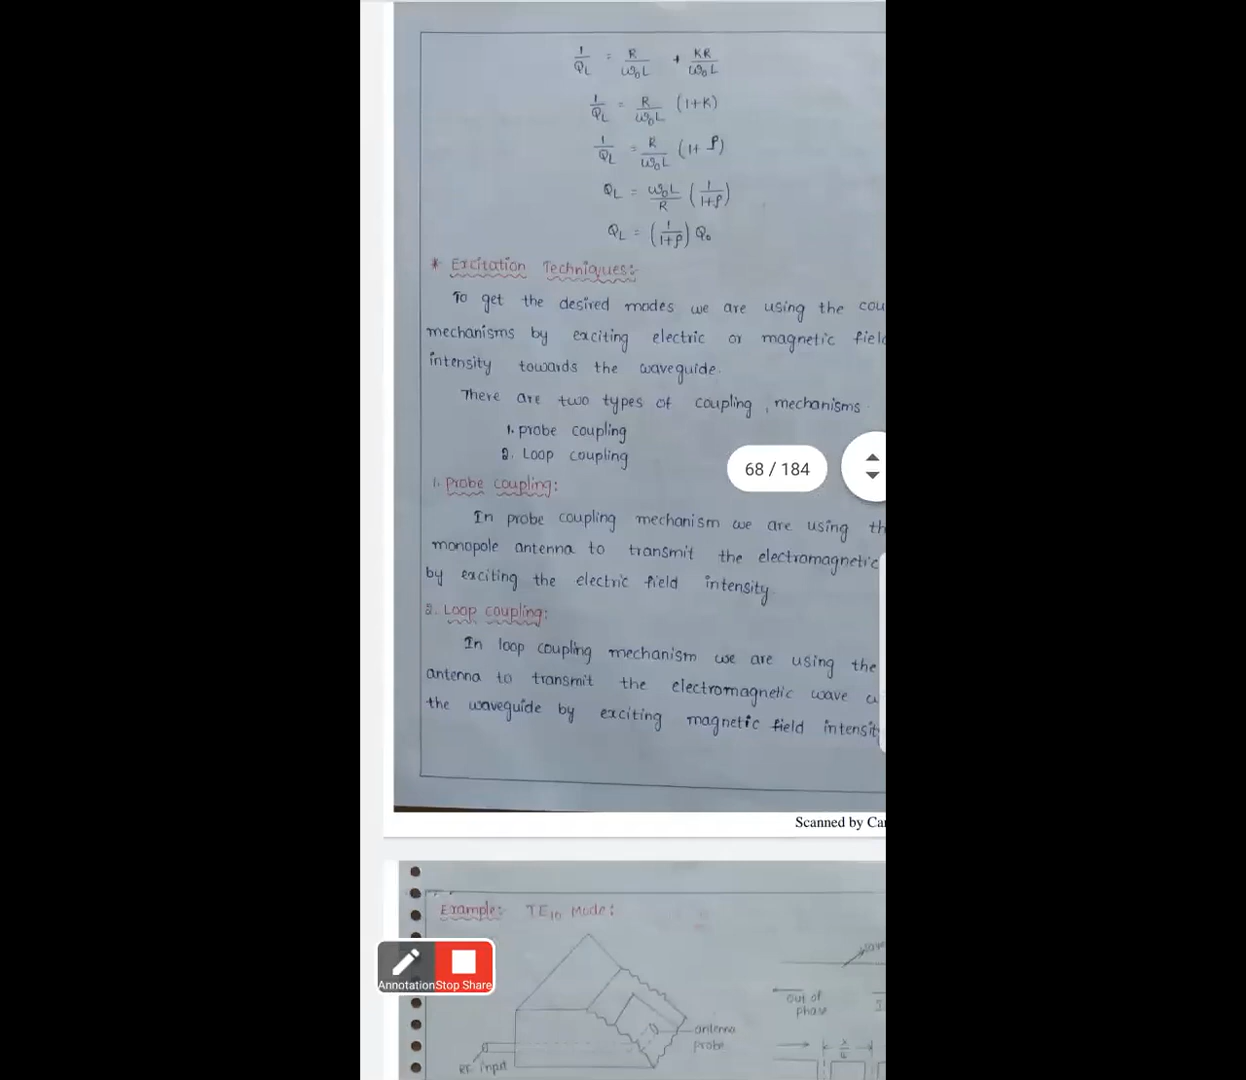 1/QL = R/ω₀L + KR/ω₀L
1/QL = R/ω₀L (1+K)
1/QL = R/ω₀L (1+ρ)
QL = ω₀L/R (1/1+ρ)
QL = (1/1+ρ) Q₀
* Excitation Techniques:-
To get the desired modes we are using the cou
mechanisms by exciting electric or magnetic field
intensity towards the waveguide.
There are two types of coupling mechanisms
1. probe coupling
2. Loop coupling
68 / 184
1. Probe coupling:
In probe coupling mechanism we are using th
monopole antenna to transmit the electromagnetic
by exciting the electric field intensity
2. Loop coupling:
In loop coupling mechanism we are using the
antenna to transmit the electromagnetic wave
the waveguide by exciting magnetic field intensit
Scanned by Ca
Example:- TE₁₀ Mode:
out of
phase
antenna
probe
input
Annotation Stop Share